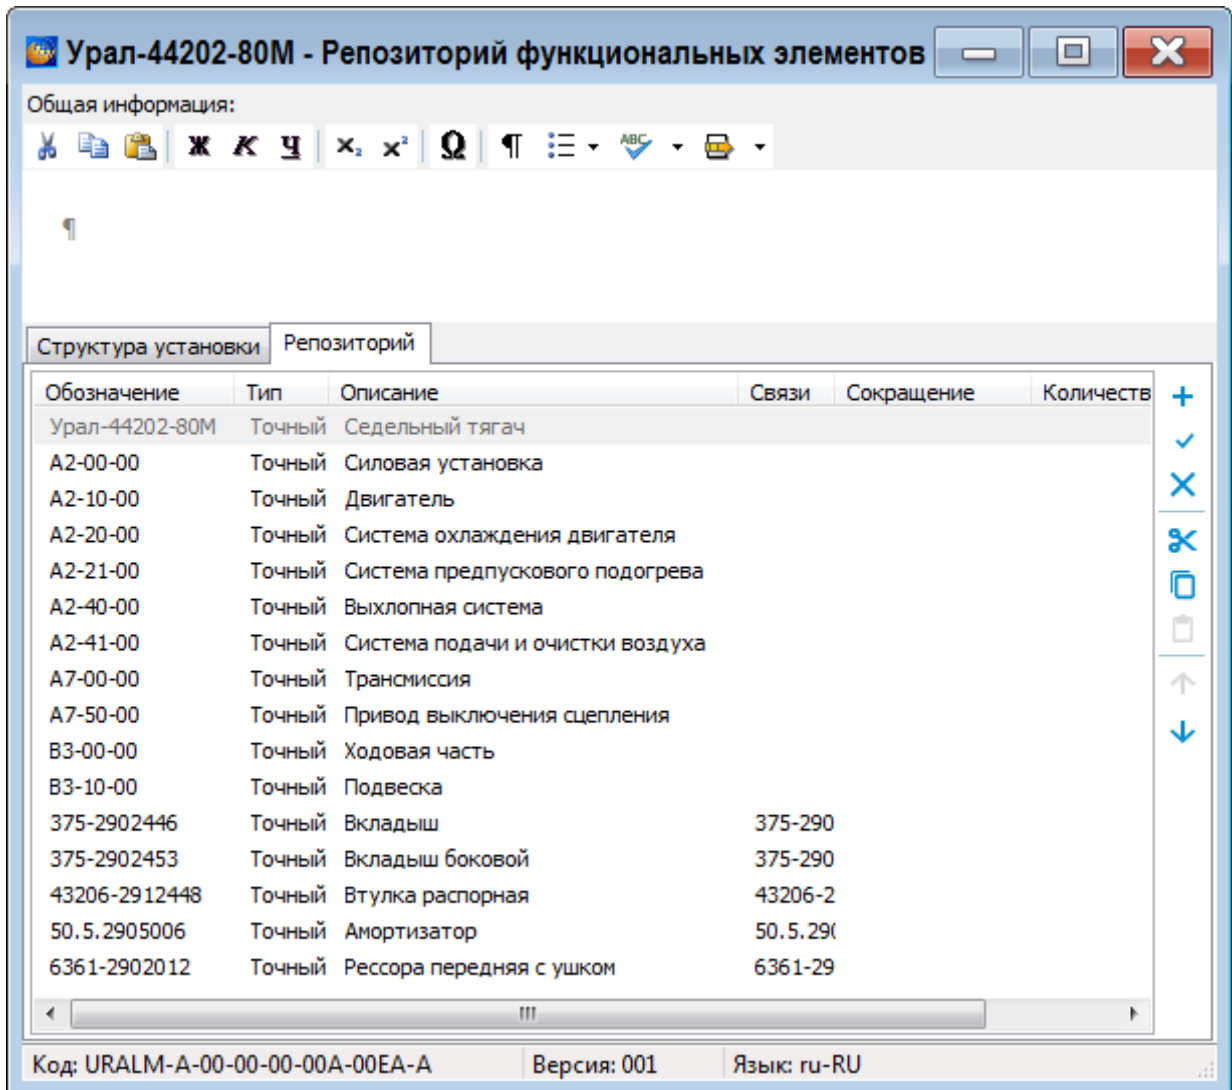 Урал-44202-80М - Репозиторий функциональных элементов
Общая информация:
Ж К Ч x₂ x² Ω ¶ ABC
¶
Структура установки Репозиторий
Обозначение Тип Описание Связи Сокращение Количеств
Урал-44202-80М Точный Седельный тягач
А2-00-00 Точный Силовая установка
А2-10-00 Точный Двигатель
А2-20-00 Точный Система охлаждения двигателя
А2-21-00 Точный Система предпускового подогрева
А2-40-00 Точный Выхлопная система
А2-41-00 Точный Система подачи и очистки воздуха
А7-00-00 Точный Трансмиссия
А7-50-00 Точный Привод выключения сцепления
В3-00-00 Точный Ходовая часть
В3-10-00 Точный Подвеска
375-2902446 Точный Вкладыш 375-290
375-2902453 Точный Вкладыш боковой 375-290
43206-2912448 Точный Втулка распорная 43206-2
50.5.2905006 Точный Амортизатор 50.5.290
6361-2902012 Точный Рессора передняя с ушком 6361-29
Код: URALM-A-00-00-00-00A-00EA-A Версия: 001 Язык: ru-RU